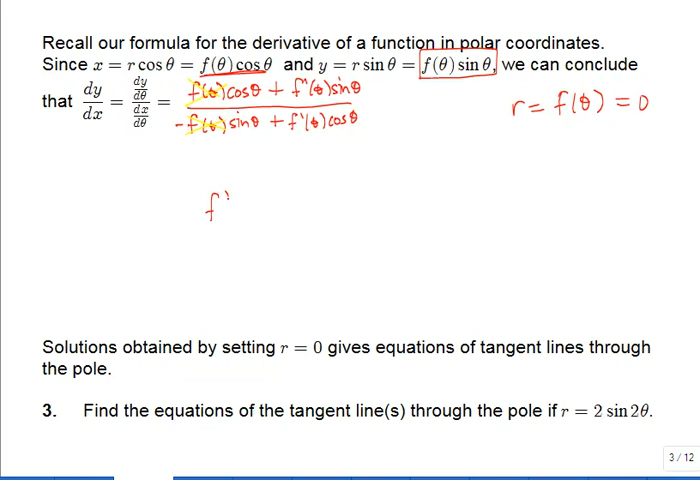 Recall our formula for the derivative of a function in polar coordinates.
Since x = r cos θ = f(θ) cos θ and y = r sin θ = f(θ) sin θ, we can conclude
that dy/dx = (dy/dθ)/(dx/dθ) = (f(θ)cosθ + f'(θ)sinθ)/(-f(θ)sinθ + f'(θ)cosθ)
r = f(θ) = 0
f'
Solutions obtained by setting r = 0 gives equations of tangent lines through
the pole.
3. Find the equations of the tangent line(s) through the pole if r = 2 sin 2θ.
3 / 12